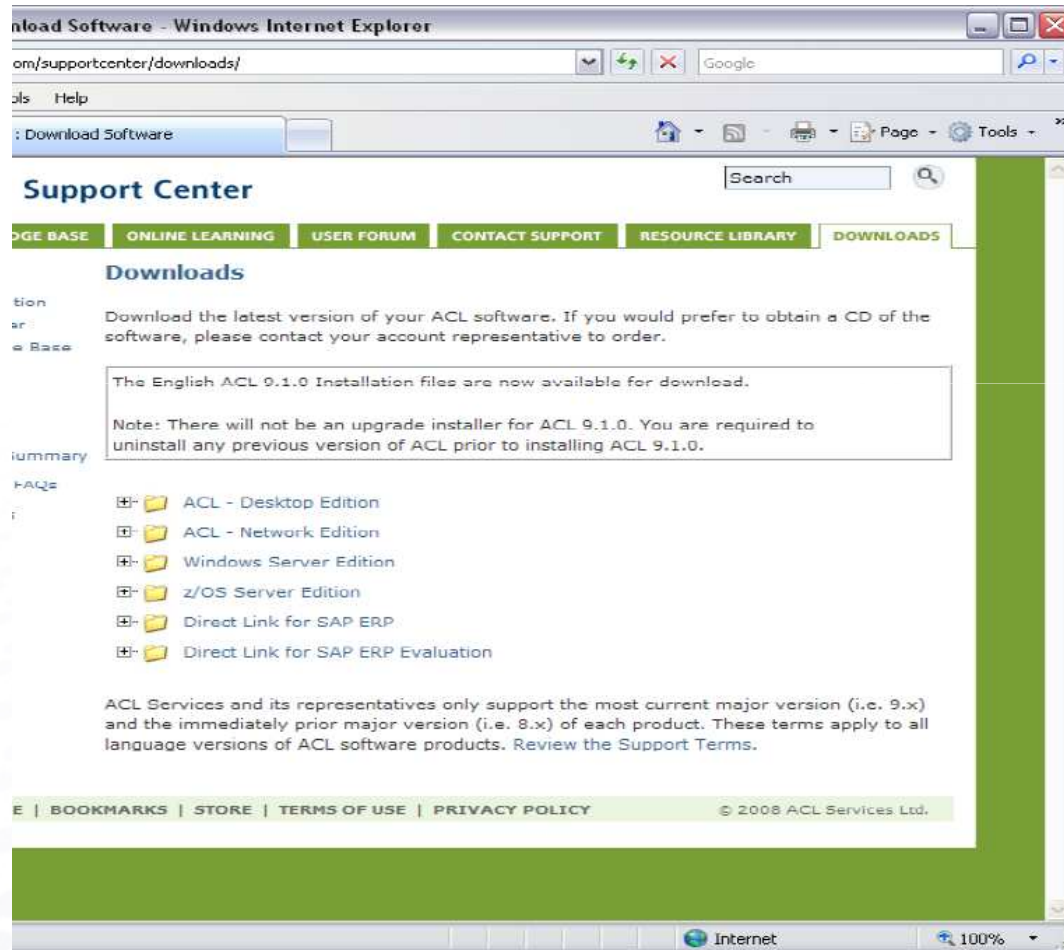 nload Software - Windows Internet Explorer
om/supportcenter/downloads/
Google
ols Help
: Download Software
Page
Tools
Support Center
Search
DGE BASE
ONLINE LEARNING
USER FORUM
CONTACT SUPPORT
RESOURCE LIBRARY
DOWNLOADS
Downloads
tion
er
e Base
Summary
FAQs
s
Download the latest version of your ACL software. If you would prefer to obtain a CD of the
software, please contact your account representative to order.
The English ACL 9.1.0 Installation files are now available for download.
Note: There will not be an upgrade installer for ACL 9.1.0. You are required to
uninstall any previous version of ACL prior to installing ACL 9.1.0.
ACL - Desktop Edition
ACL - Network Edition
Windows Server Edition
z/OS Server Edition
Direct Link for SAP ERP
Direct Link for SAP ERP Evaluation
ACL Services and its representatives only support the most current major version (i.e. 9.x)
and the immediately prior major version (i.e. 8.x) of each product. These terms apply to all
language versions of ACL software products. Review the Support Terms.
E | BOOKMARKS | STORE | TERMS OF USE | PRIVACY POLICY
© 2008 ACL Services Ltd.
Internet
100%